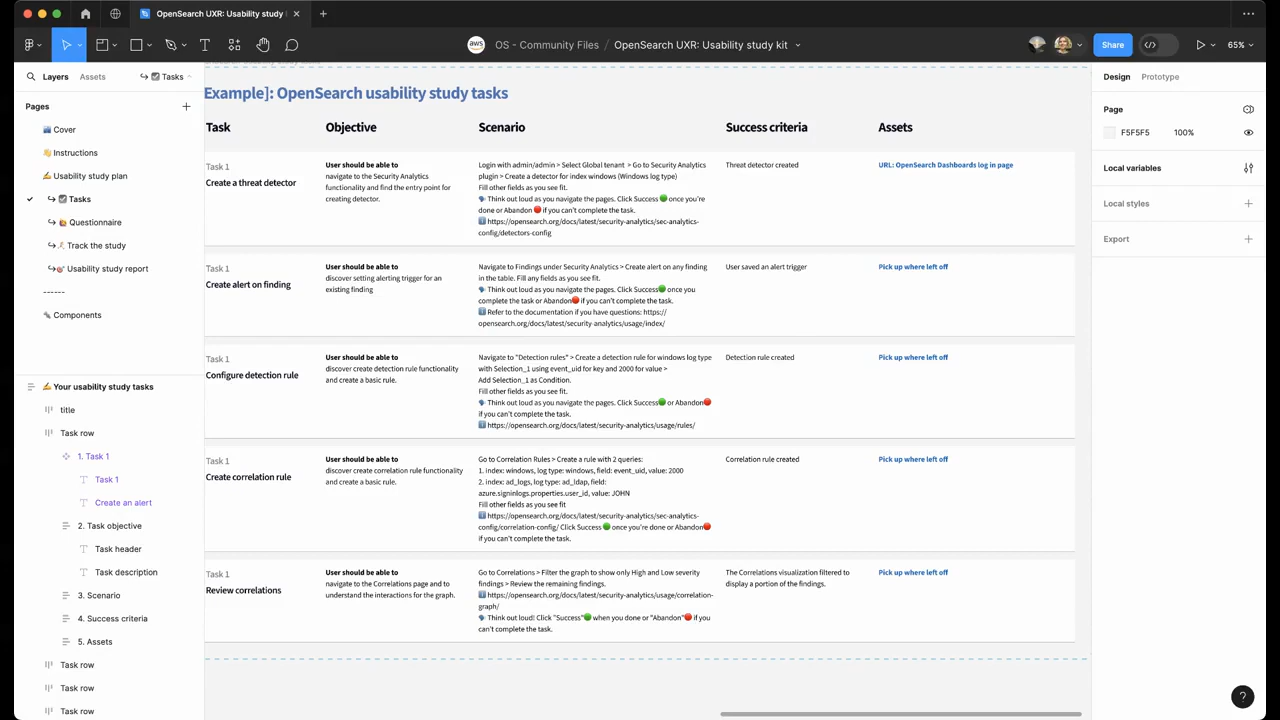 OpenSearch UXR: Usability study l
OS - Community Files / OpenSearch UXR: Usability study kit
aws
Share
65%
Layers
Assets
Tasks
Pages
Cover
Instructions
Usability study plan
Tasks
Questionnaire
Track the study
Usability study report
------
Components
Your usability study tasks
title
Task row
1. Task 1
Task 1
Create an alert
2. Task objective
Task header
Task description
3. Scenario
4. Success criteria
5. Assets
Task row
Task row
Task row
Example]: OpenSearch usability study tasks
Task
Objective
Scenario
Success criteria
Assets
Task 1
Create a threat detector
User should be able to
navigate to the Security Analytics
functionality and find the entry point for
creating detector.
Login with admin/admin > Select Global tenant > Go to Security Analytics
plugin > Create a detector for index windows (Windows log type)
Fill other fields as you see fit.
🗣 Think out loud as you navigate the pages. Click Success 🟢 once you're
done or Abandon 🔴 if you can't complete the task.
ℹ️ https://opensearch.org/docs/latest/security-analytics/sec-analytics-
config/detectors-config
Threat detector created
URL: OpenSearch Dashboards log in page
Task 1
Create alert on finding
User should be able to
discover setting alerting trigger for an
existing finding
Navigate to Findings under Security Analytics > Create alert on any finding
in the table. Fill any fields as you see fit.
🗣 Think out loud as you navigate the pages. Click Success🟢 once you
complete the task or Abandon🔴 if you can't complete the task.
ℹ️ Refer to the documentation if you have questions: https://
opensearch.org/docs/latest/security-analytics/usage/index/
User saved an alert trigger
Pick up where left off
Task 1
Configure detection rule
User should be able to
discover create detection rule functionality
and create a basic rule.
Navigate to "Detection rules" > Create a detection rule for windows log type
with Selection_1 using event_uid for key and 2000 for value >
Add Selection_1 as Condition.
Fill other fields as you see fit.
🗣 Think out loud as you navigate the pages. Click Success🟢 or Abandon🔴
if you can't complete the task.
ℹ️ https://opensearch.org/docs/latest/security-analytics/usage/rules/
Detection rule created
Pick up where left off
Task 1
Create correlation rule
User should be able to
discover create correlation rule functionality
and create a basic rule.
Go to Correlation Rules > Create a rule with 2 queries:
1. index: windows, log type: windows, field: event_uid, value: 2000
2. index: ad_logs, log type: ad_ldap, field:
azure.signinlogs.properties.user_id, value: JOHN
Fill other fields as you see fit
ℹ️ https://opensearch.org/docs/latest/security-analytics/sec-analytics-
config/correlation-config/ Click Success 🟢 once you're done or Abandon🔴
if you can't complete the task.
Correlation rule created
Pick up where left off
Task 1
Review correlations
User should be able to
navigate to the Correlations page and to
understand the interactions for the graph.
Go to Correlations > Filter the graph to show only High and Low severity
findings > Review the remaining findings.
ℹ️ https://opensearch.org/docs/latest/security-analytics/usage/correlation-
graph/
🗣 Think out loud! Click "Success"🟢 when you done or "Abandon"🔴 if you
can't complete the task.
The Correlations visualization filtered to
display a portion of the findings.
Pick up where left off
Design
Prototype
Page
F5F5F5
100%
Local variables
Local styles
Export
?